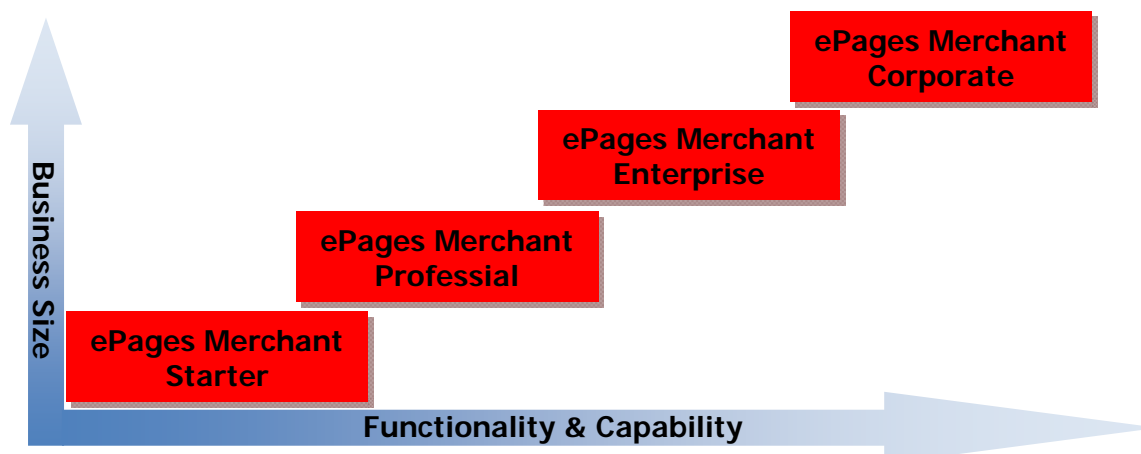 ePages Merchant
Corporate
ePages Merchant
Enterprise
ePages Merchant
Professial
ePages Merchant
Starter
Business Size
Functionality & Capability